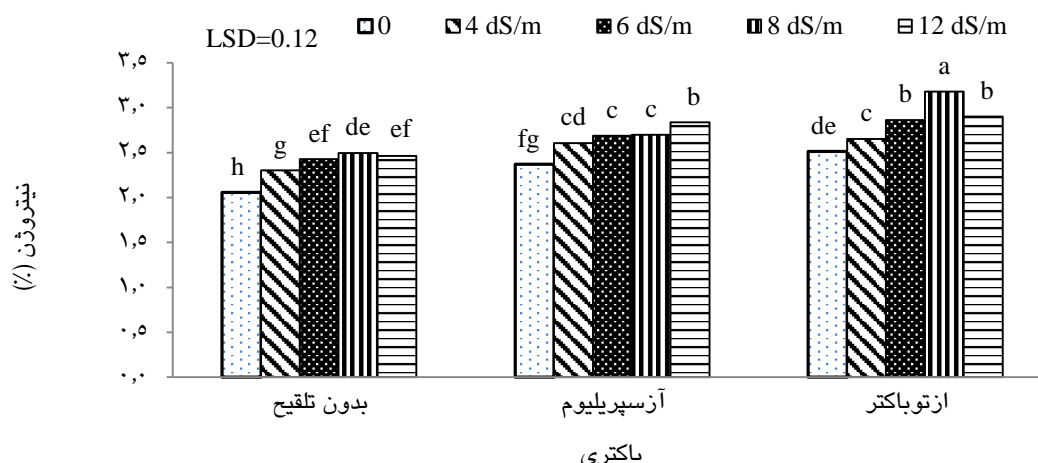 LSD=0.12
0 4 dS/m 6 dS/m 8 dS/m 12 dS/m
۳,۵
۳,۰
۲,۵
۲,۰
۱,۵
۱,۰
۰,۵
۰,۰
نیتروژن (٪)
h g ef de ef
fg cd c c b
de c b a b
بدون تلقیح آزسپریلیوم ازتوباکتر
باکتری